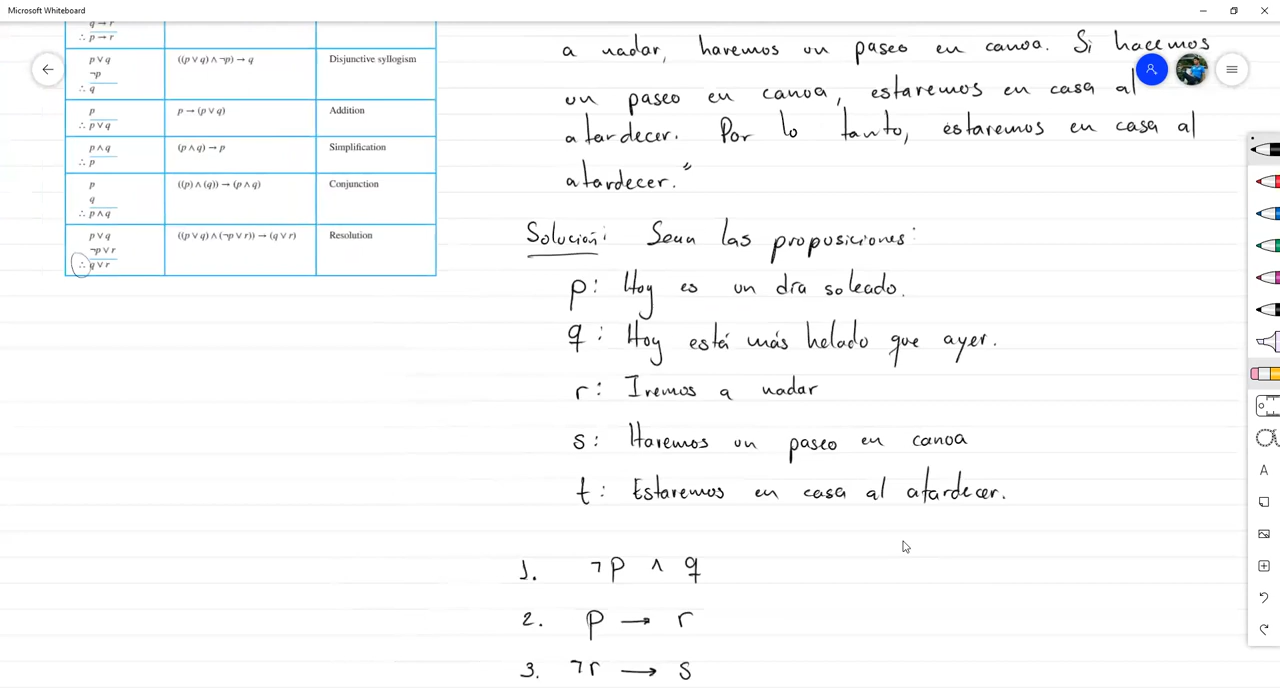 Microsoft Whiteboard
q → r
∴ p → r
p ∨ q
¬p
∴ q
((p ∨ q) ∧ ¬p) → q
Disjunctive syllogism
p
∴ p ∨ q
p → (p ∨ q)
Addition
p ∧ q
∴ p
(p ∧ q) → p
Simplification
p
q
∴ p ∧ q
((p) ∧ (q)) → (p ∧ q)
Conjunction
p ∨ q
¬p ∨ r
∴ q ∨ r
((p ∨ q) ∧ (¬p ∨ r)) → (q ∨ r)
Resolution
a nadar, haremos un paseo en canoa. Si hacemos
un paseo en canoa, estaremos en casa al
atardecer. Por lo tanto, estaremos en casa al
atardecer."
Solución: Sean las proposiciones:
p: Hoy es un día soleado.
q: Hoy está más helado que ayer.
r: Iremos a nadar
s: Haremos un paseo en canoa
t: Estaremos en casa al atardecer.
1. ¬p ∧ q
2. p → r
3. ¬r → s
A